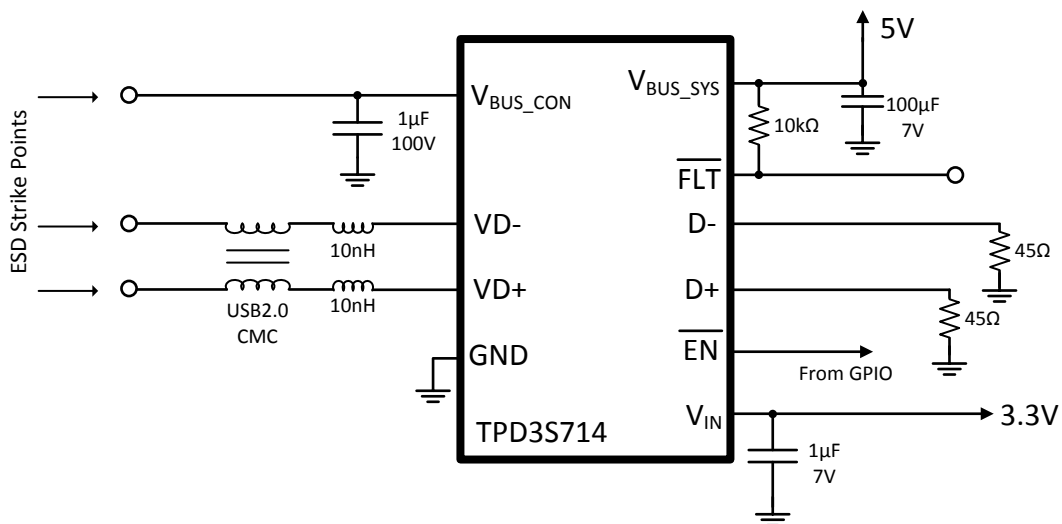 5V
V_BUS_CON
V_BUS_SYS
1µF
100V
10kΩ
100µF
7V
FLT
ESD Strike Points
VD-
D-
10nH
45Ω
VD+
D+
10nH
USB2.0
CMC
45Ω
EN
GND
From GPIO
V_IN
3.3V
TPD3S714
1µF
7V